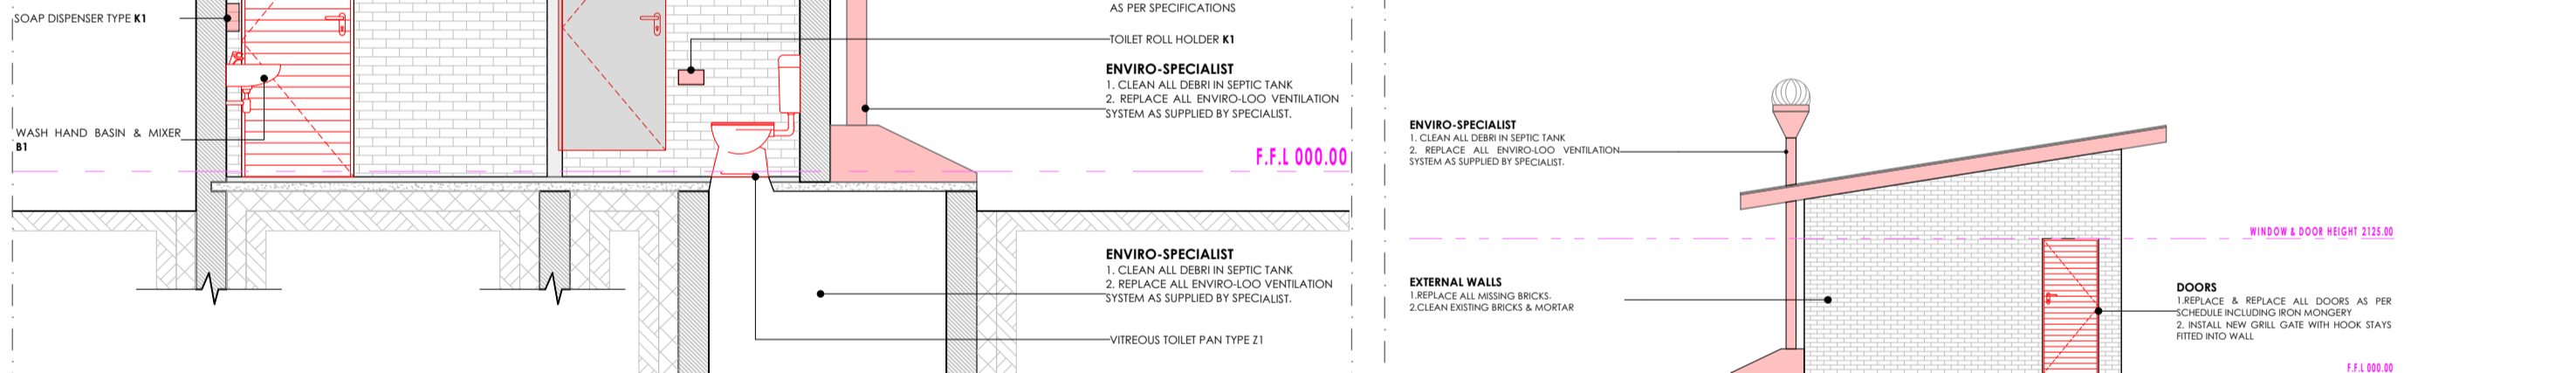 SOAP DISPENSER TYPE K1
WASH HAND BASIN & MIXER
B1
AS PER SPECIFICATIONS
TOILET ROLL HOLDER K1
ENVIRO-SPECIALIST
1. CLEAN ALL DEBRI IN SEPTIC TANK
2. REPLACE ALL ENVIRO-LOO VENTILATION
SYSTEM AS SUPPLIED BY SPECIALIST.
F.F.L 000.00
ENVIRO-SPECIALIST
1. CLEAN ALL DEBRI IN SEPTIC TANK
2. REPLACE ALL ENVIRO-LOO VENTILATION
SYSTEM AS SUPPLIED BY SPECIALIST.
VITREOUS TOILET PAN TYPE Z1
ENVIRO-SPECIALIST
1. CLEAN ALL DEBRI IN SEPTIC TANK
2. REPLACE ALL ENVIRO-LOO VENTILATION
SYSTEM AS SUPPLIED BY SPECIALIST.
WINDOW & DOOR HEIGHT 2125.00
EXTERNAL WALLS
1.REPLACE ALL MISSING BRICKS.
2.CLEAN EXISTING BRICKS & MORTAR
DOORS
1.REPLACE & REPLACE ALL DOORS AS PER
SCHEDULE INCLUDING IRON MONGERY
2. INSTALL NEW GRILL GATE WITH HOOK STAYS
FITTED INTO WALL
F.F.L 000.00